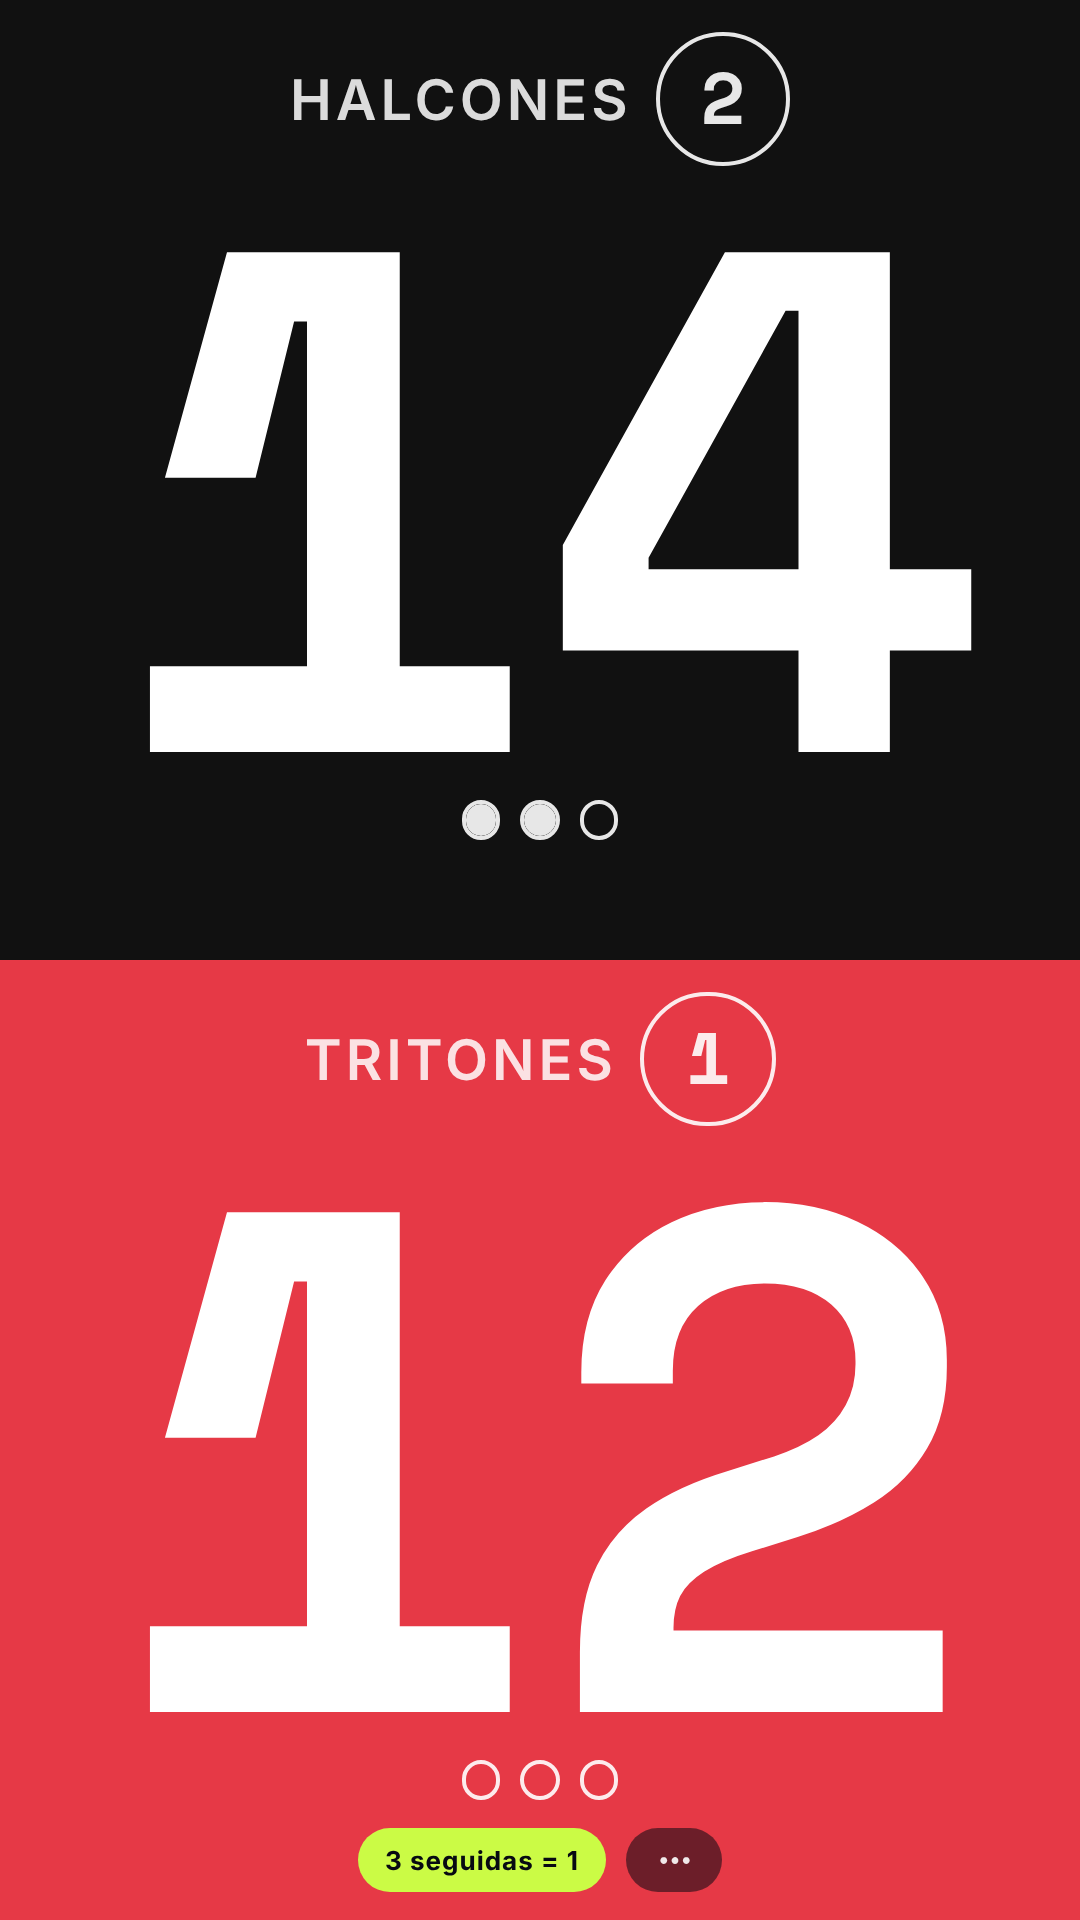 HALCONES 2
14
TRITONES 1
12
3 seguidas = 1 •••